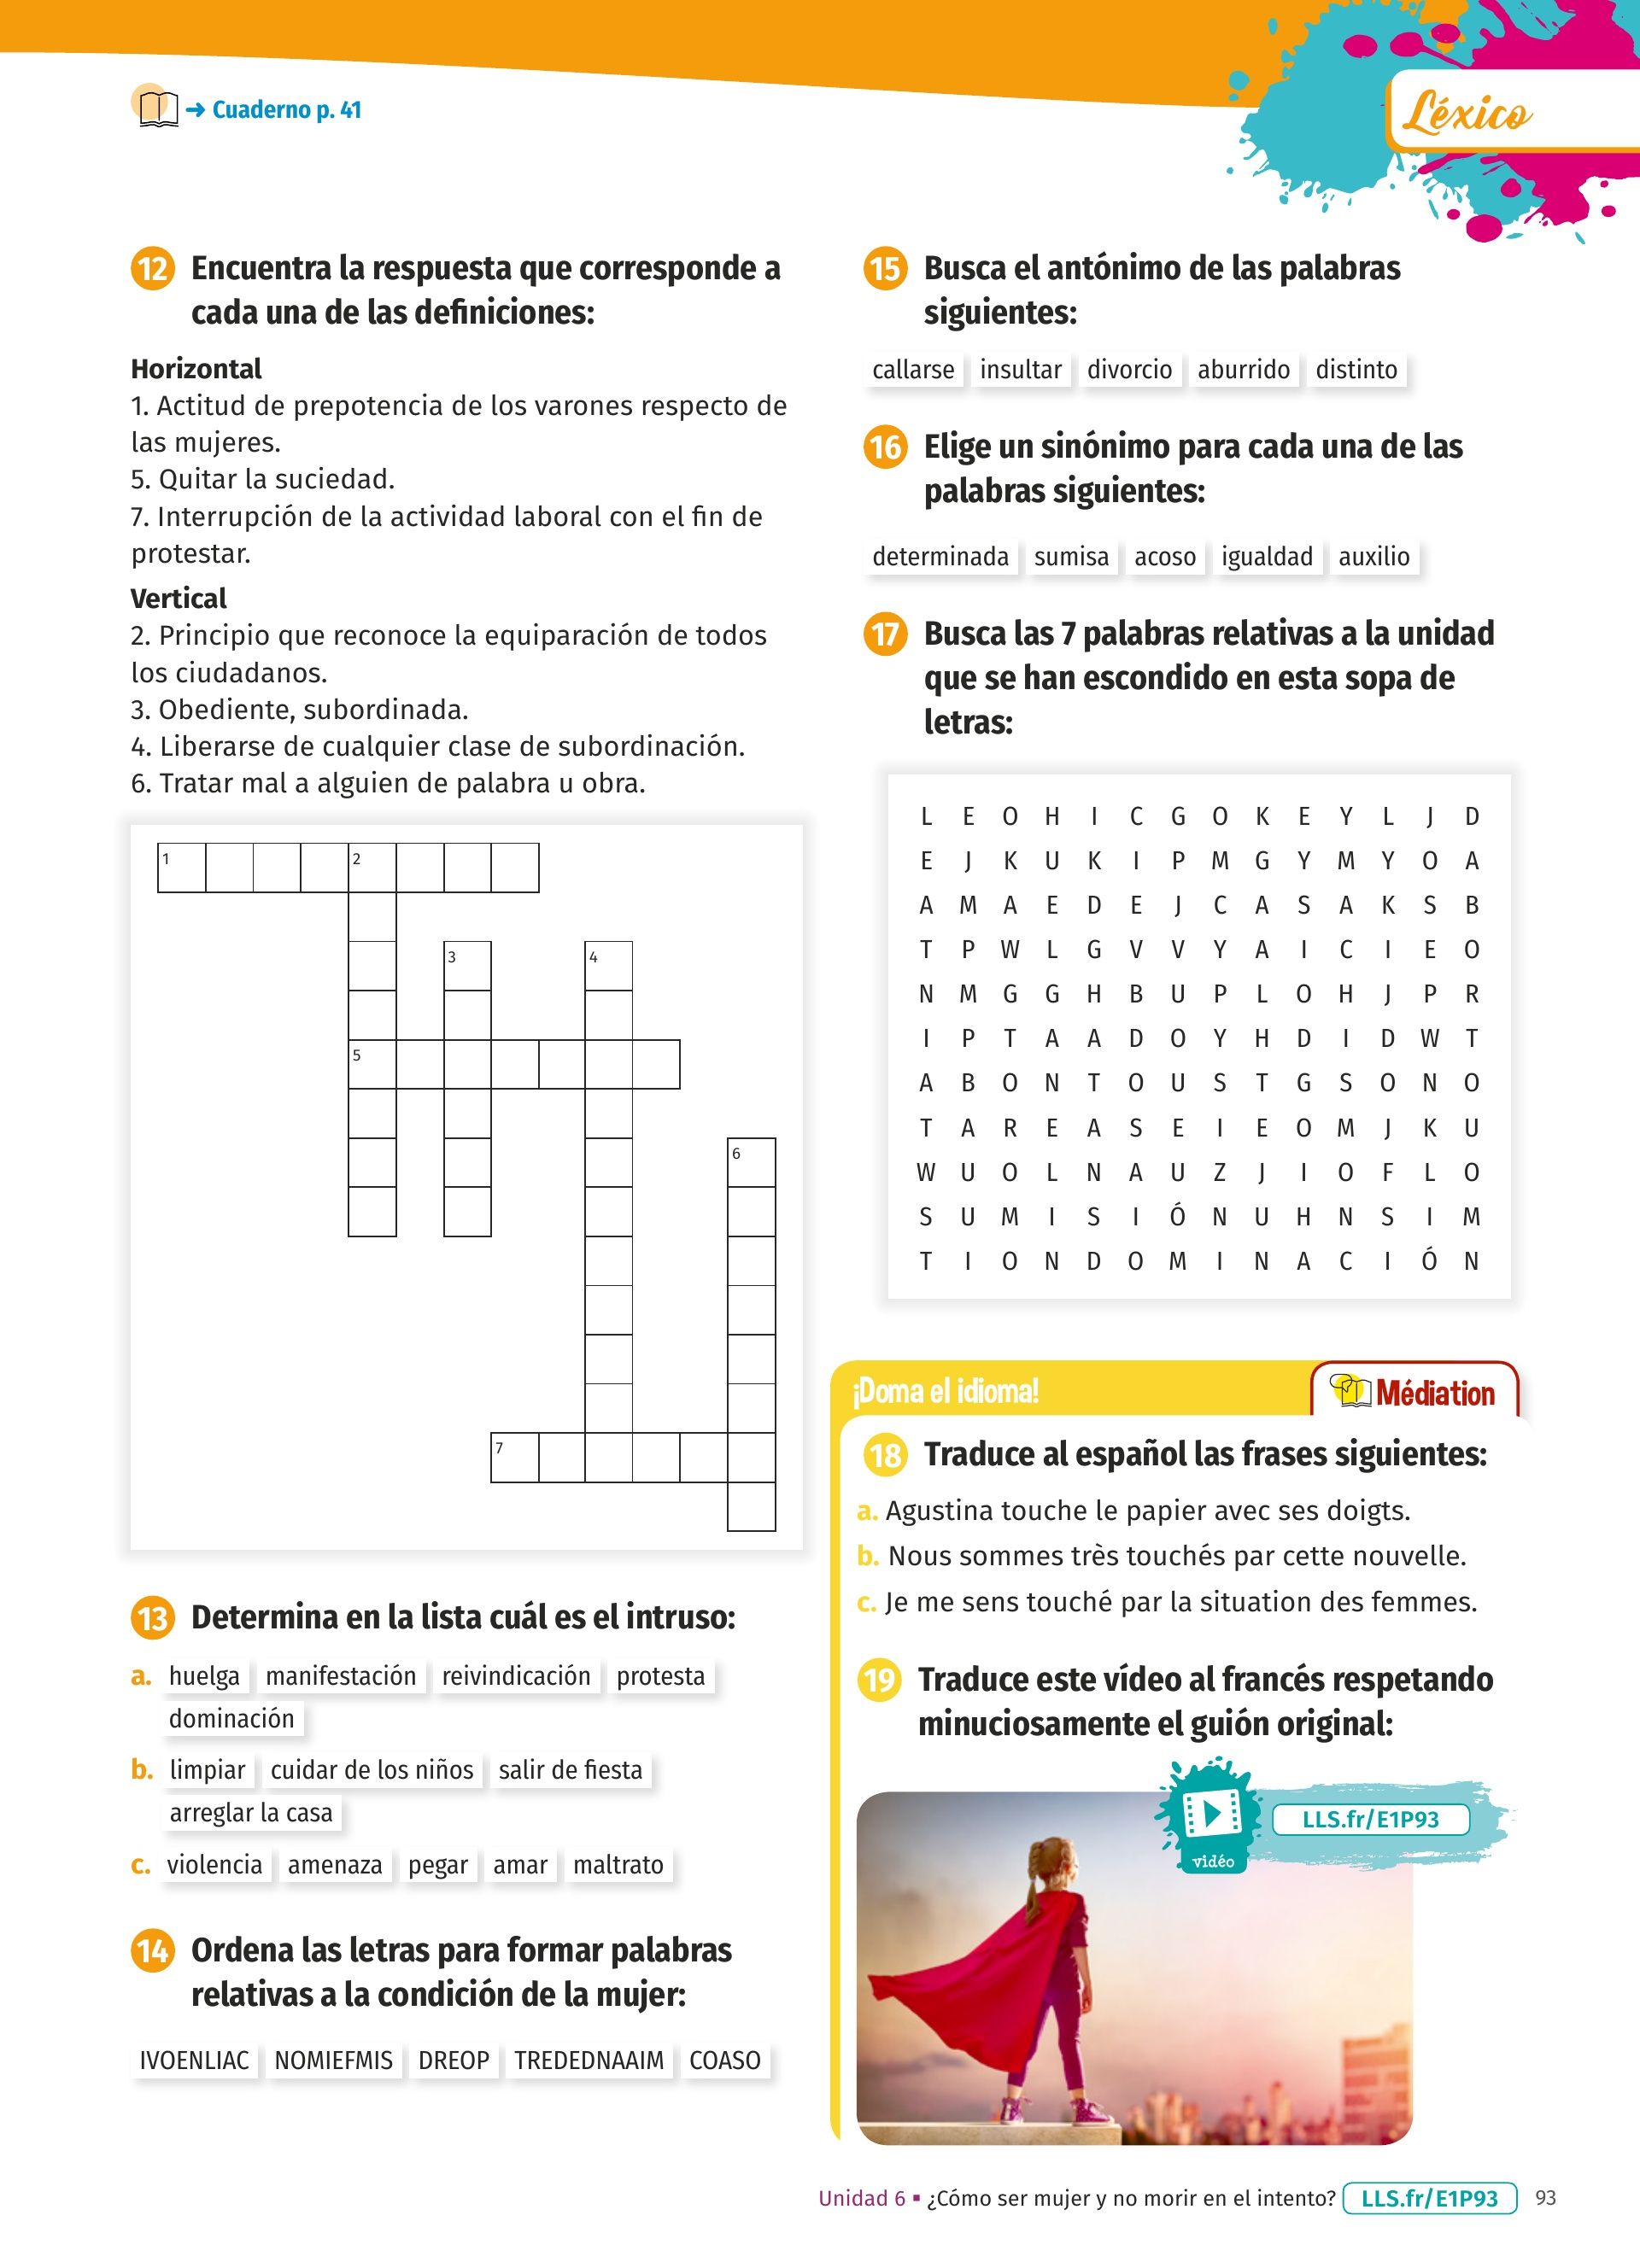 → Cuaderno p. 41
Léxico
12 Encuentra la respuesta que corresponde a
cada una de las definiciones:
Horizontal
1. Actitud de prepotencia de los varones respecto de
las mujeres.
5. Quitar la suciedad.
7. Interrupción de la actividad laboral con el fin de
protestar.
Vertical
2. Principio que reconoce la equiparación de todos
los ciudadanos.
3. Obediente, subordinada.
4. Liberarse de cualquier clase de subordinación.
6. Tratar mal a alguien de palabra u obra.
1 2
3 4
5
6
7
13 Determina en la lista cuál es el intruso:
a. huelga manifestación reivindicación protesta
dominación
b. limpiar cuidar de los niños salir de fiesta
arreglar la casa
c. violencia amenaza pegar amar maltrato
14 Ordena las letras para formar palabras
relativas a la condición de la mujer:
IVOENLIAC NOMIEFMIS DREOP TREDEDNAAIM COASO
15 Busca el antónimo de las palabras
siguientes:
callarse insultar divorcio aburrido distinto
16 Elige un sinónimo para cada una de las
palabras siguientes:
determinada sumisa acoso igualdad auxilio
17 Busca las 7 palabras relativas a la unidad
que se han escondido en esta sopa de
letras:
L E O H I C G O K E Y L J D
E J K U K I P M G Y M Y O A
A M A E D E J C A S A K S B
T P W L G V V Y A I C I E O
N M G G H B U P L O H J P R
I P T A A D O Y H D I D W T
A B O N T O U S T G S O N O
T A R E A S E I E O M J K U
W U O L N A U Z J I O F L O
S U M I S I Ó N U H N S I M
T I O N D O M I N A C I Ó N
¡Doma el idioma!
Médiation
18 Traduce al español las frases siguientes:
a. Agustina touche le papier avec ses doigts.
b. Nous sommes très touchés par cette nouvelle.
c. Je me sens touché par la situation des femmes.
19 Traduce este vídeo al francés respetando
minuciosamente el guión original:
LLS.fr/E1P93
vidéo
Unidad 6 ▪ ¿Cómo ser mujer y no morir en el intento? LLS.fr/E1P93 93